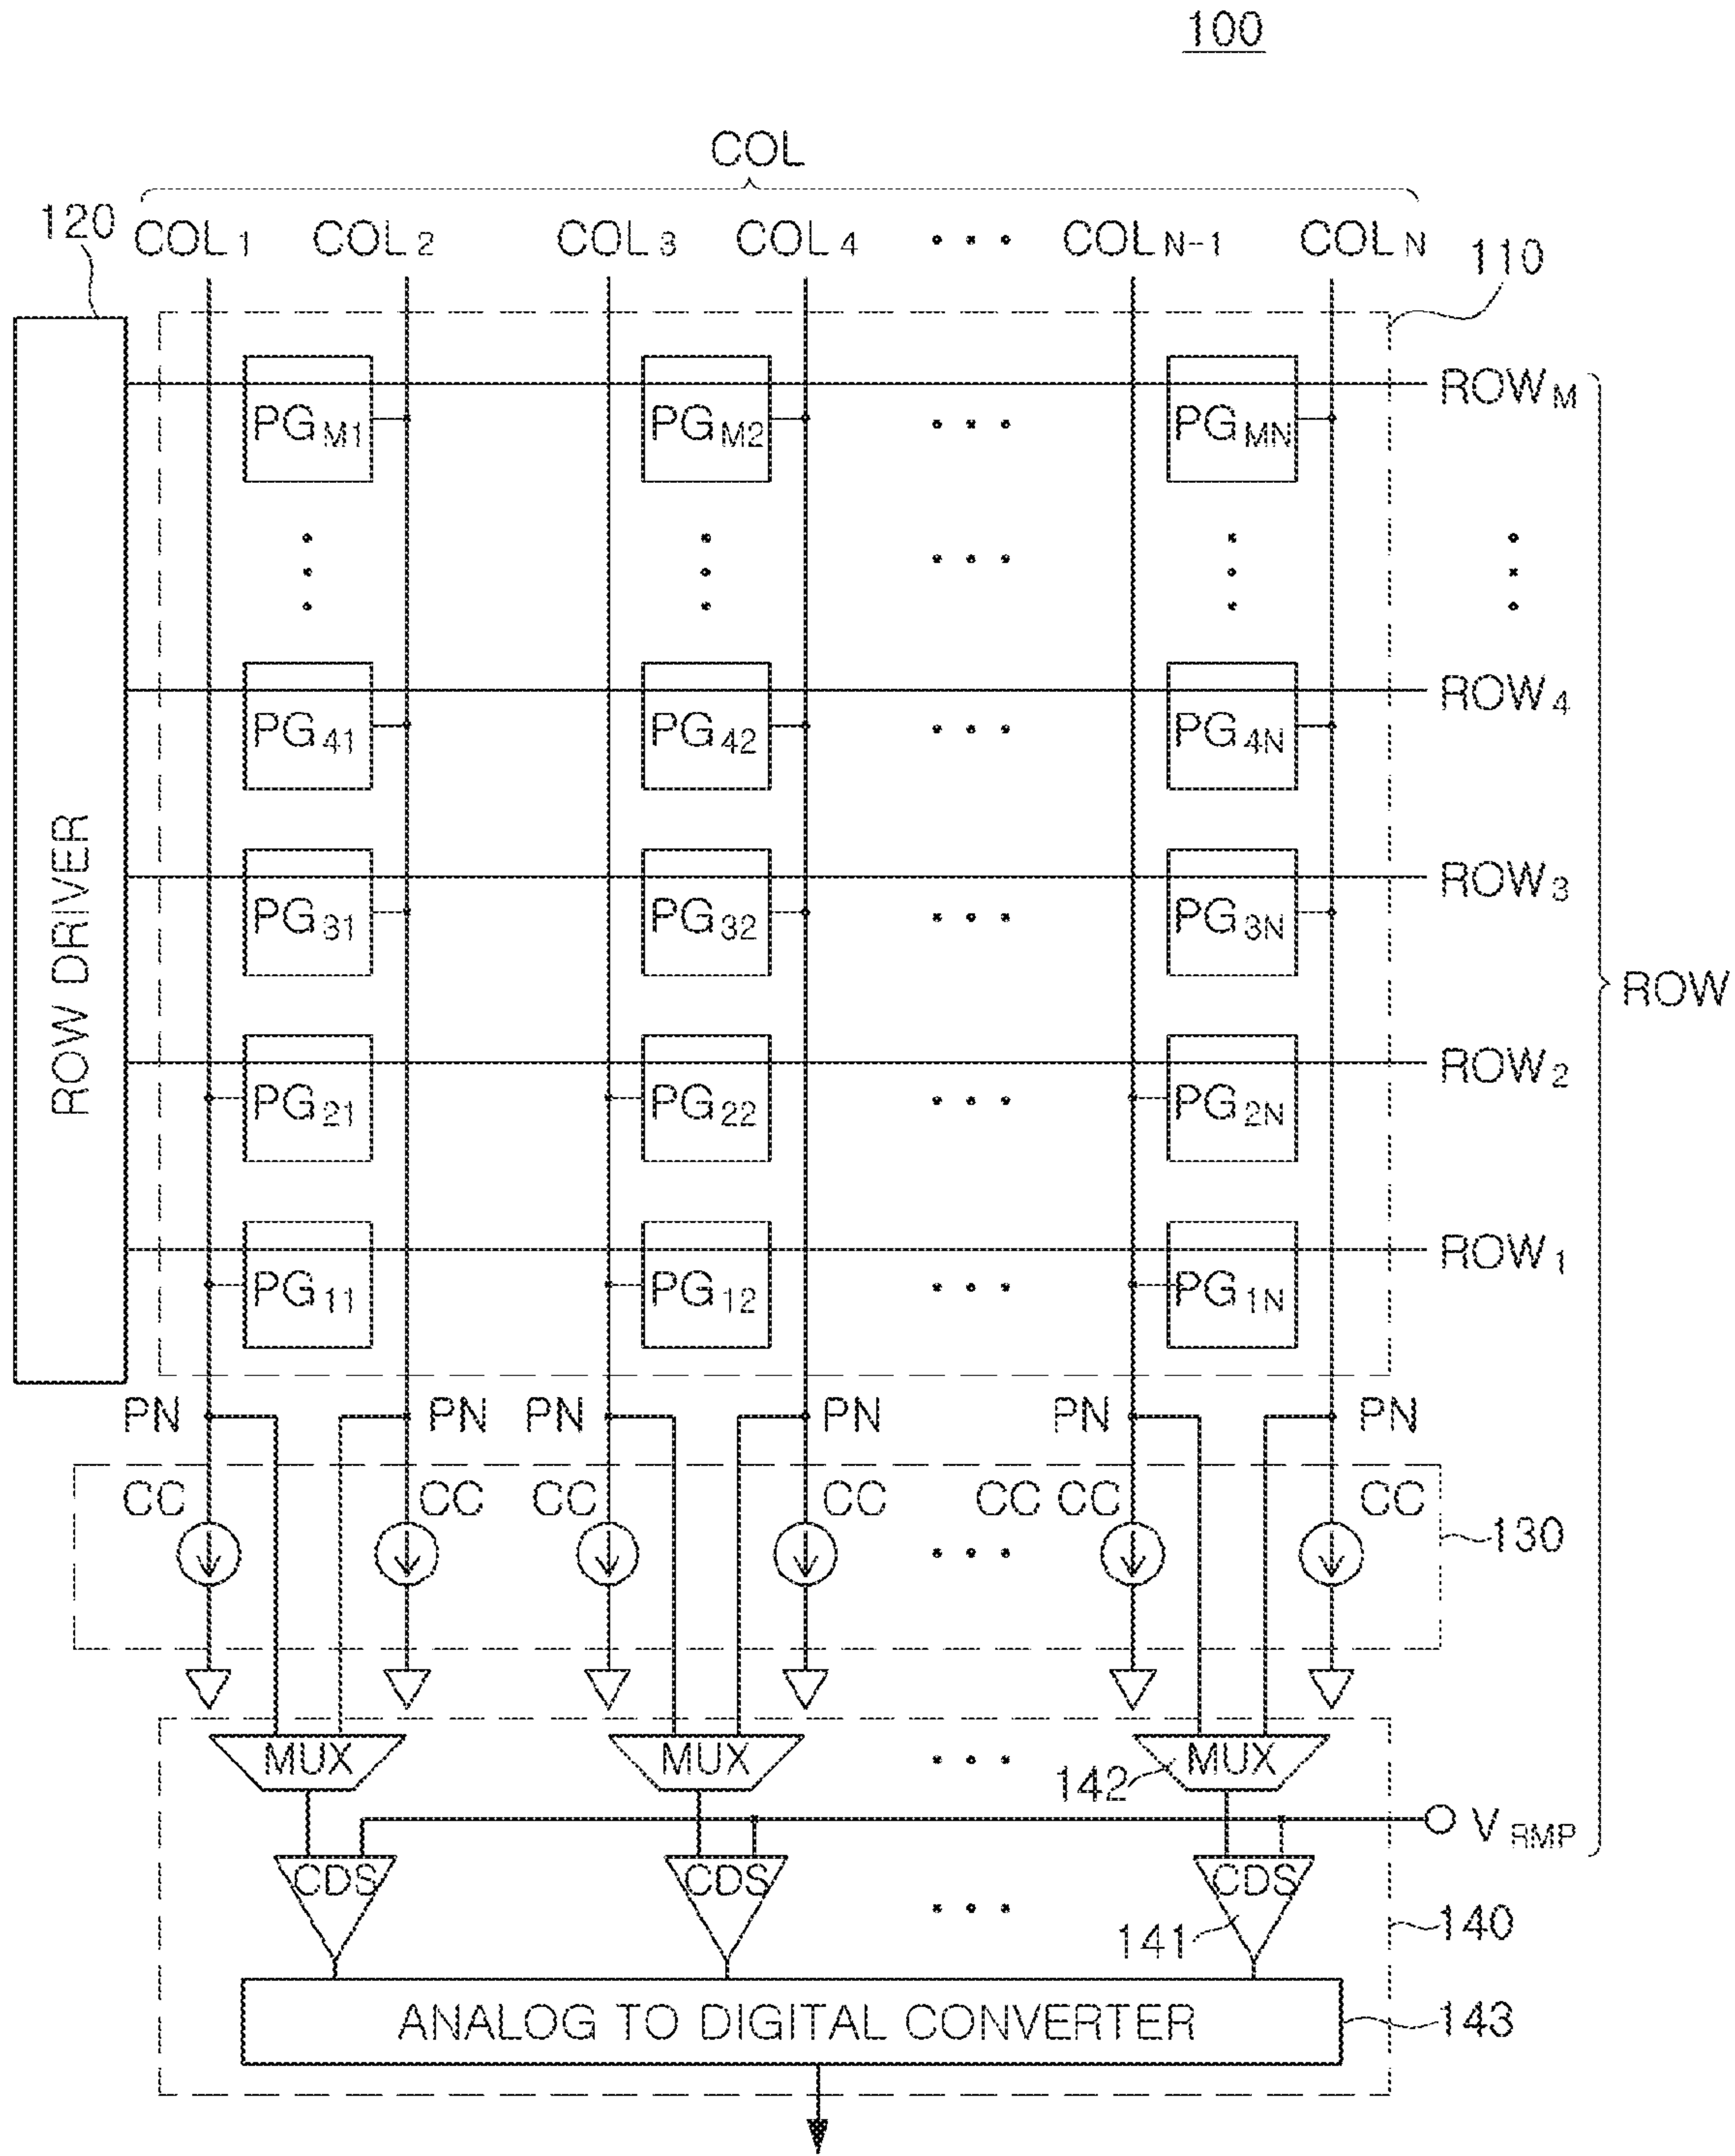 100
COL
120
COL1 COL2 COL3 COL4 • • • COLN-1 COLN
110
PGM1 PGM2 • • • PGMN ROWM
PG41 PG42 • • • PG4N ROW4
ROW DRIVER
PG31 PG32 • • • PG3N ROW3
ROW
PG21 PG22 • • • PG2N ROW2
PG11 PG12 • • • PG1N ROW1
PN PN PN PN PN PN
CC CC CC CC CC CC CC
130
MUX MUX • • • 142 MUX
VRMP
CDS CDS • • • CDS
141
140
ANALOG TO DIGITAL CONVERTER
143